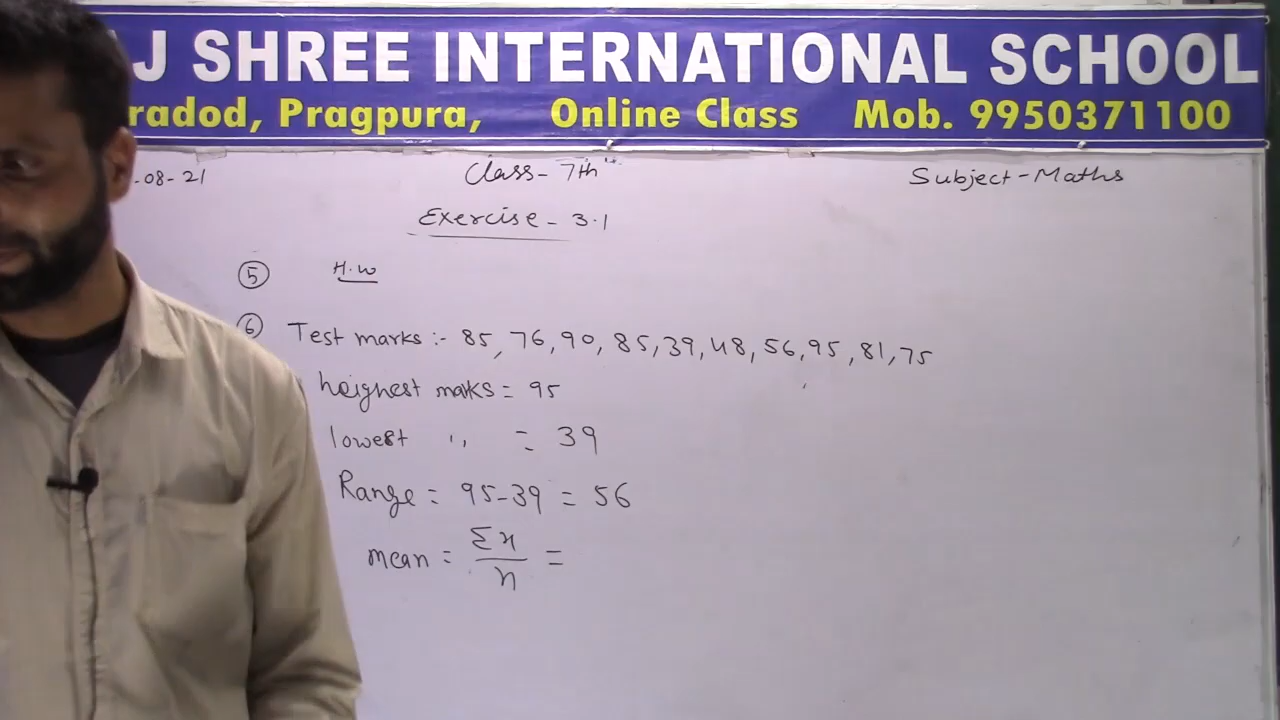 J SHREE INTERNATIONAL SCHOOL
radod, Pragpura, Online Class Mob. 9950371100
-08-21 Class-7th Subject-Maths
Exercise-3.1
5 H.W
6 Test marks:- 85, 76, 90, 85, 39, 48, 56, 95, 81, 75
heighest marks = 95
lowest ,, = 39
Range = 95-39 = 56
mean = Σx/n =